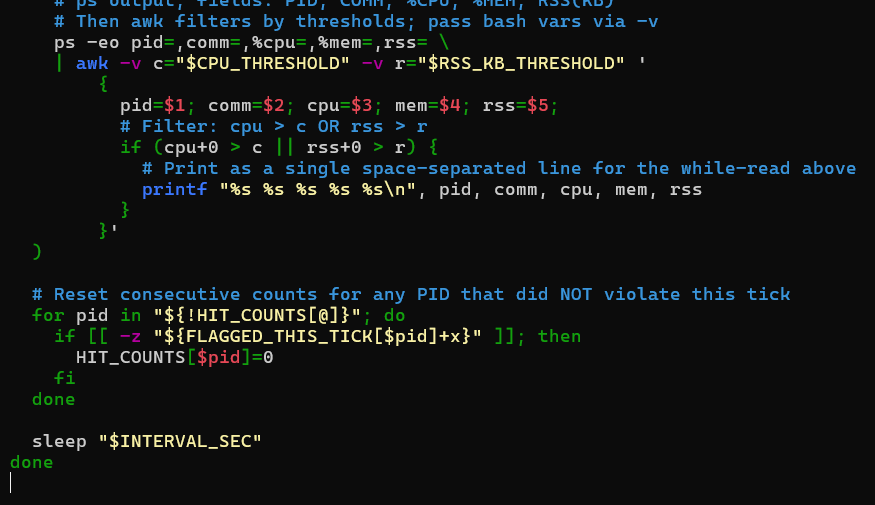 # ps output, fields: PID, COMM, %CPU, %MEM, RSS(KB)
    # Then awk filters by thresholds; pass bash vars via -v
    ps -eo pid=,comm=,%cpu=,%mem=,rss= \
    | awk -v c="$CPU_THRESHOLD" -v r="$RSS_KB_THRESHOLD" '
        {
          pid=$1; comm=$2; cpu=$3; mem=$4; rss=$5;
          # Filter: cpu > c OR rss > r
          if (cpu+0 > c || rss+0 > r) {
            # Print as a single space-separated line for the while-read above
            printf "%s %s %s %s %s\n", pid, comm, cpu, mem, rss
          }
        }'
  )

  # Reset consecutive counts for any PID that did NOT violate this tick
  for pid in "${!HIT_COUNTS[@]}"; do
    if [[ -z "${FLAGGED_THIS_TICK[$pid]+x}" ]]; then
      HIT_COUNTS[$pid]=0
    fi
  done

  sleep "$INTERVAL_SEC"
done